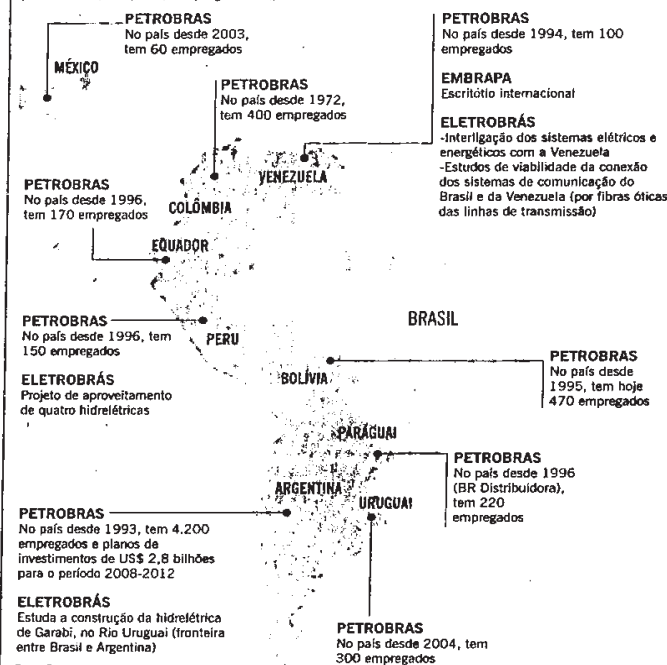 PETROBRAS
No país desde 2003,
tem 60 empregados
MÉXICO
PETROBRAS
No país desde 1972,
tem 400 empregados
PETROBRAS
No país desde 1994, tem 100
empregados
EMBRAPA
Escritótio internacional
ELETROBRÁS
-Interligação dos sistemas elétricos e
energéticos com a Venezuela
-Estudos de viabilidade da conexão
dos sistemas de comunicação do
Brasil e da Venezuela (por fibras óticas
das linhas de transmissão)
VENEZUELA
COLÔMBIA
PETROBRAS
No país desde 1996,
tem 170 empregados
EQUADOR
PETROBRAS
No país desde 1996, tem
150 empregados
ELETROBRÁS
Projeto de aproveitamento
de quatro hidrelétricas
PERU
BRASIL
BOLÍVIA
PETROBRAS
No país desde
1995, tem hoje
470 empregados
PARAGUAI
PETROBRAS
No país desde 1996
(BR Distribuidora),
tem 220
empregados
ARGENTINA
URUGUAI
PETROBRAS
No país desde 1993, tem 4.200
empregados e planos de
investimentos de US$ 2,8 bilhões
para o período 2008-2012
ELETROBRÁS
Estuda a construção da hidrelétrica
de Garabi, no Rio Uruguai (fronteira
entre Brasil e Argentina)
PETROBRAS
No país desde 2004, tem
300 empregados